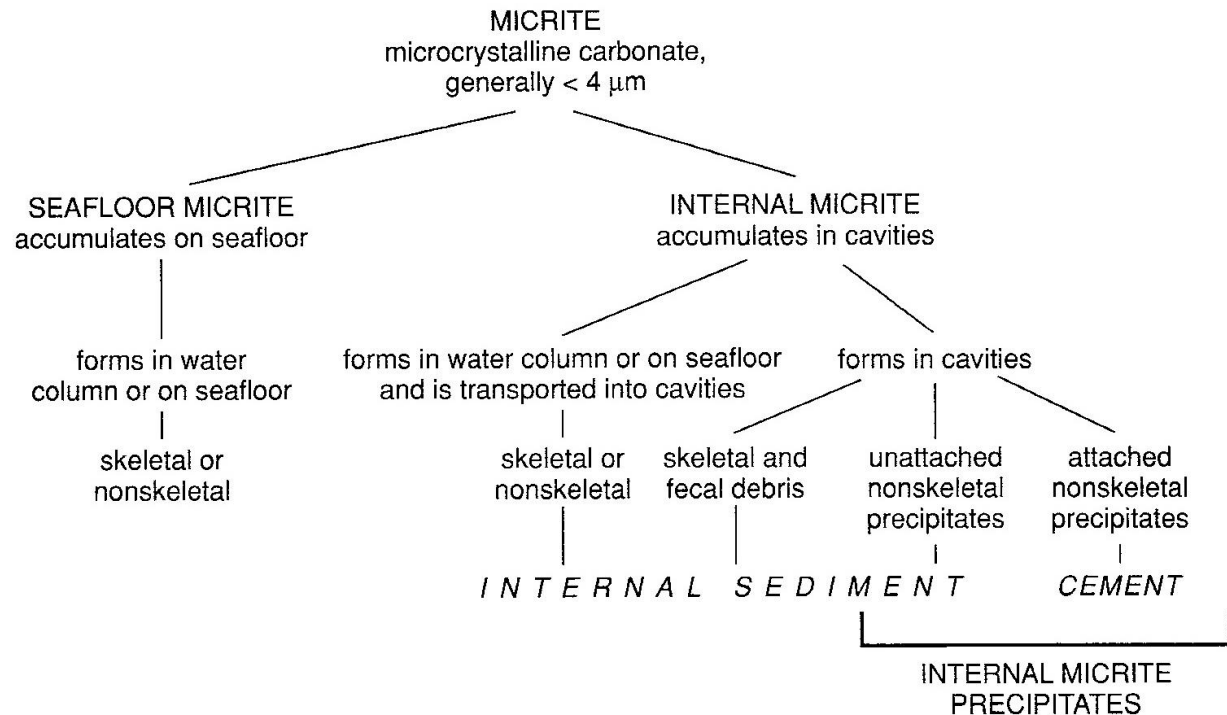 MICRITE
microcrystalline carbonate,
generally < 4 μm
SEAFLOOR MICRITE
accumulates on seafloor
INTERNAL MICRITE
accumulates in cavities
forms in water
column or on seafloor
forms in water column or on seafloor
and is transported into cavities
forms in cavities
skeletal or
nonskeletal
skeletal or
nonskeletal
skeletal and
fecal debris
unattached
nonskeletal
precipitates
attached
nonskeletal
precipitates
INTERNAL SEDIMENT
CEMENT
INTERNAL MICRITE
PRECIPITATES